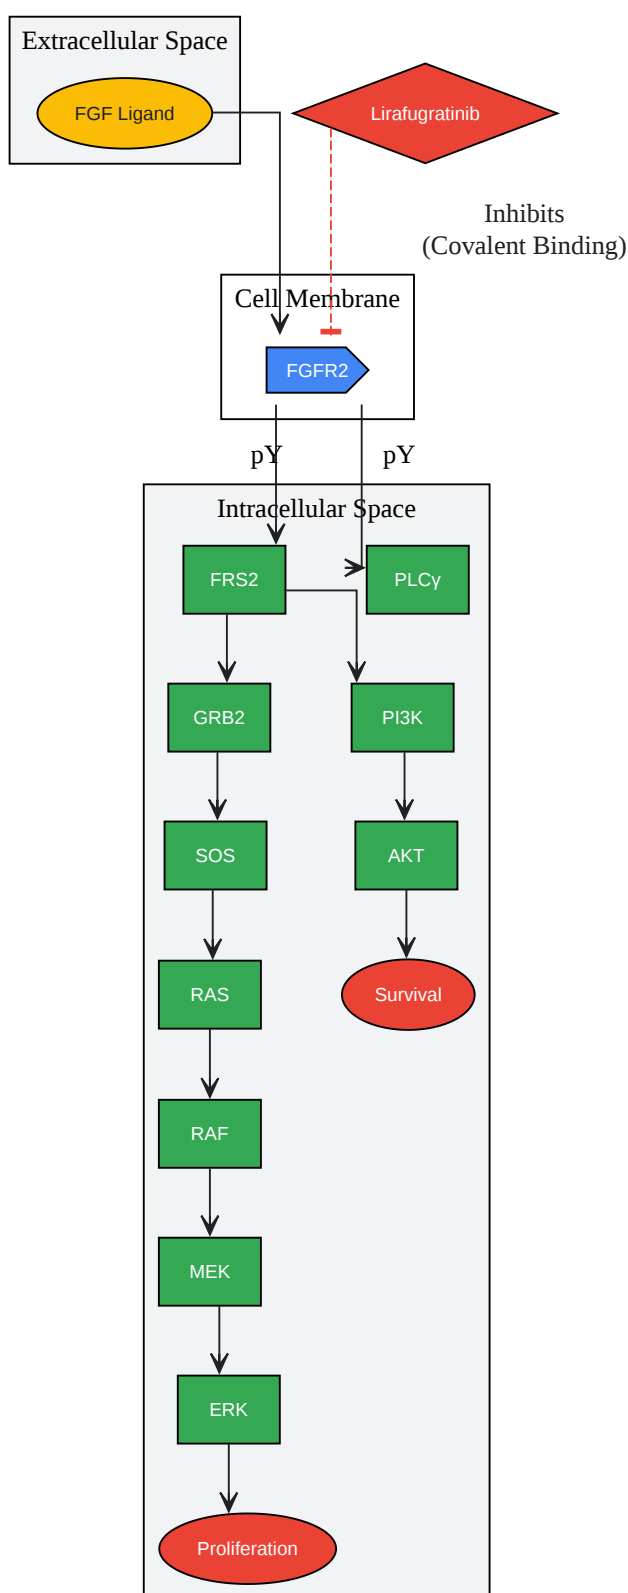 Extracellular Space
FGF Ligand
Lirafugratinib
Inhibits
(Covalent Binding)
Cell Membrane
FGFR2
pY
pY
Intracellular Space
FRS2
PLCγ
GRB2
PI3K
SOS
AKT
RAS
Survival
RAF
MEK
ERK
Proliferation